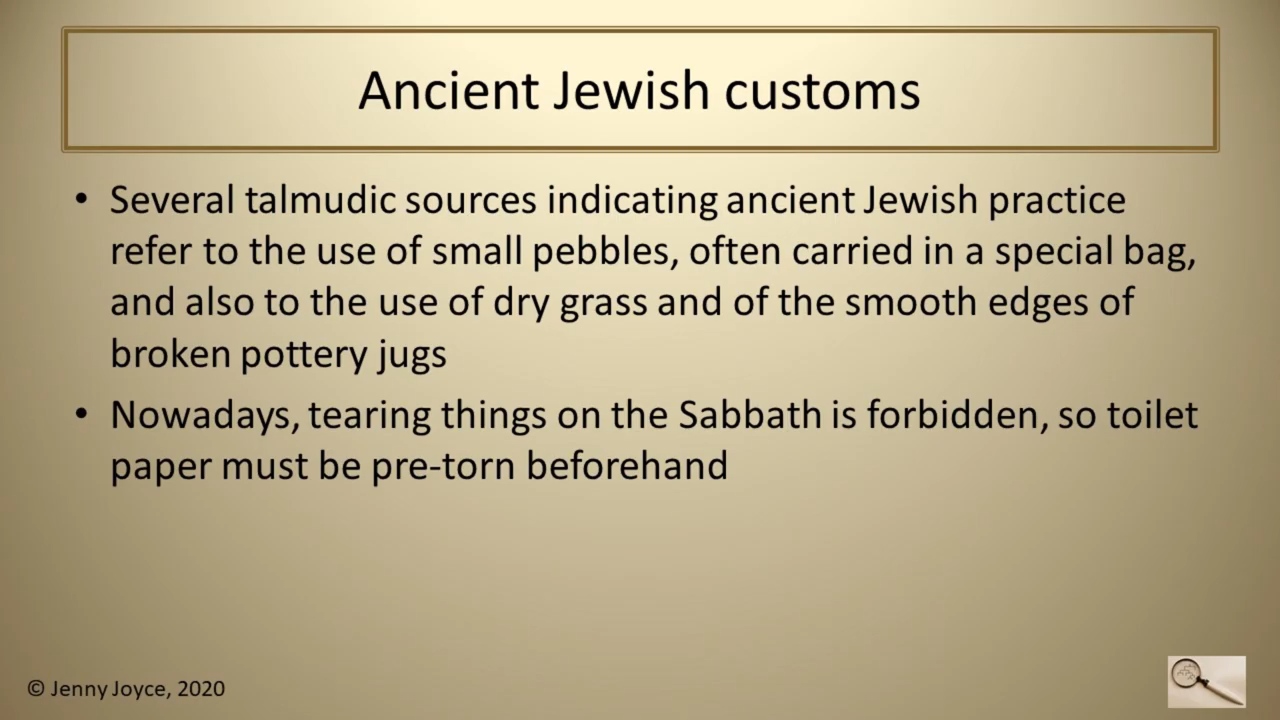 Ancient Jewish customs
• Several talmudic sources indicating ancient Jewish practice
refer to the use of small pebbles, often carried in a special bag,
and also to the use of dry grass and of the smooth edges of
broken pottery jugs
• Nowadays, tearing things on the Sabbath is forbidden, so toilet
paper must be pre-torn beforehand
© Jenny Joyce, 2020